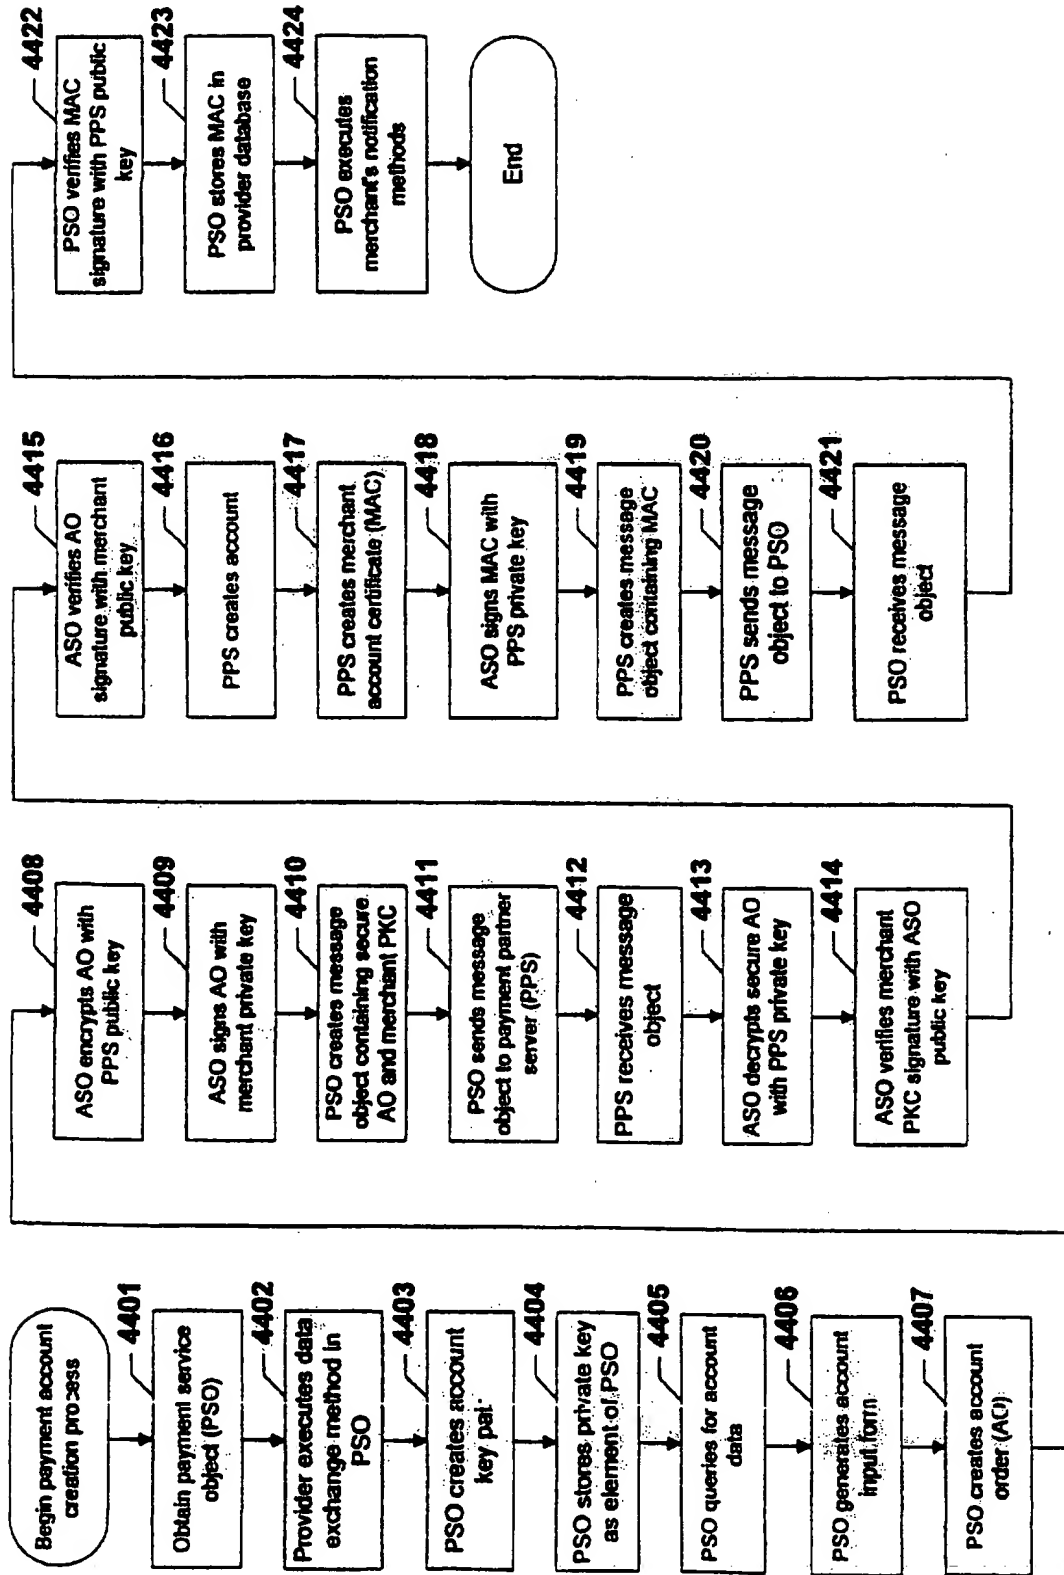 Begin payment account
creation process
4401
Obtain payment service
object (PSO)
4402
Provider executes data
exchange method in
PSO
4403
PSO creates account
key pair
4404
PSO stores private key
as element of PSO
4405
PSO queries for account
data
4406
PSO generates account
input form
4407
PSO creates account
order (AO)
4408
ASO encrypts AO with
PPS public key
4409
ASO signs AO with
merchant private key
4410
PSO creates message
object containing secure
AO and merchant PKC
4411
PSO sends message
object to payment partner
server (PPS)
4412
PPS receives message
object
4413
ASO decrypts secure AO
with PPS private key
4414
ASO verifies merchant
PKC signature with ASO
public key
4415
ASO verifies AO
signature with merchant
public key
4416
PPS creates account
4417
PPS creates merchant
account certificate (MAC)
4418
ASO signs MAC with
PPS private key
4419
PPS creates message
object containing MAC
4420
PPS sends message
object to PSO
4421
PSO receives message
object
4422
PSO verifies MAC
signature with PPS public
key
4423
PSO stores MAC in
provider database
4424
PSO executes
merchant's notification
methods
End